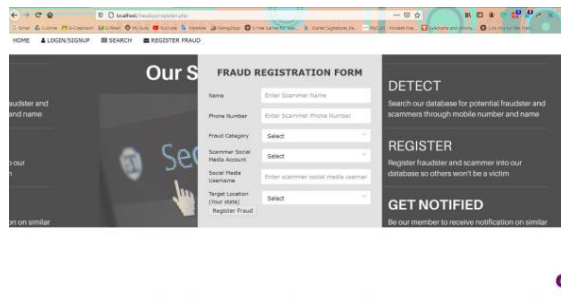 localhost/fraudapp/register.php
HOME LOGIN/SIGNUP SEARCH REGISTER FRAUD
Our S
FRAUD REGISTRATION FORM
Name Enter Scammer Name
Phone Number Enter Scammer Phone Number
Fraud Category Select
Scammer Social
Media Account Select
Social Media
Username Enter scammer social media usernam
Target Location
(Your state) Select
Register Fraud
Sec
audster and
and name
o our
on on similar
DETECT
Search our database for potential fraudster and
scammers through mobile number and name
REGISTER
Register fraudster and scammer into our
database so others won't be a victim
GET NOTIFIED
Be our member to receive notification on similar